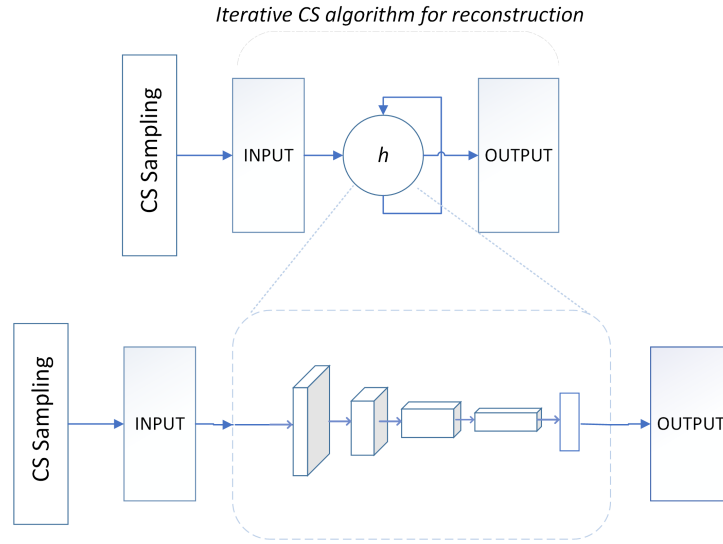 Iterative CS algorithm for reconstruction
CS Sampling
INPUT
h
OUTPUT
CS Sampling
INPUT
OUTPUT